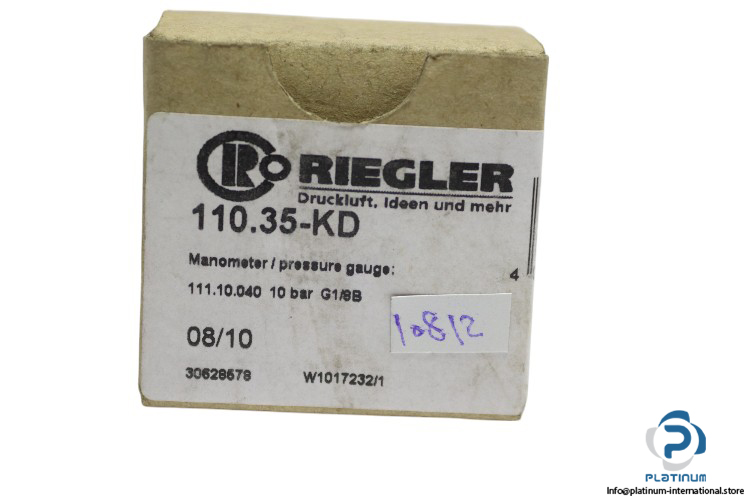 RIEGLER
Druckluft, Ideen und mehr
110.35-KD
Manometer / pressure gauge:
4
111.10.040 10 bar G1/8B
10812
08/10
30628678 W1017232/1
PLATINUM
Info@platinum-international.store